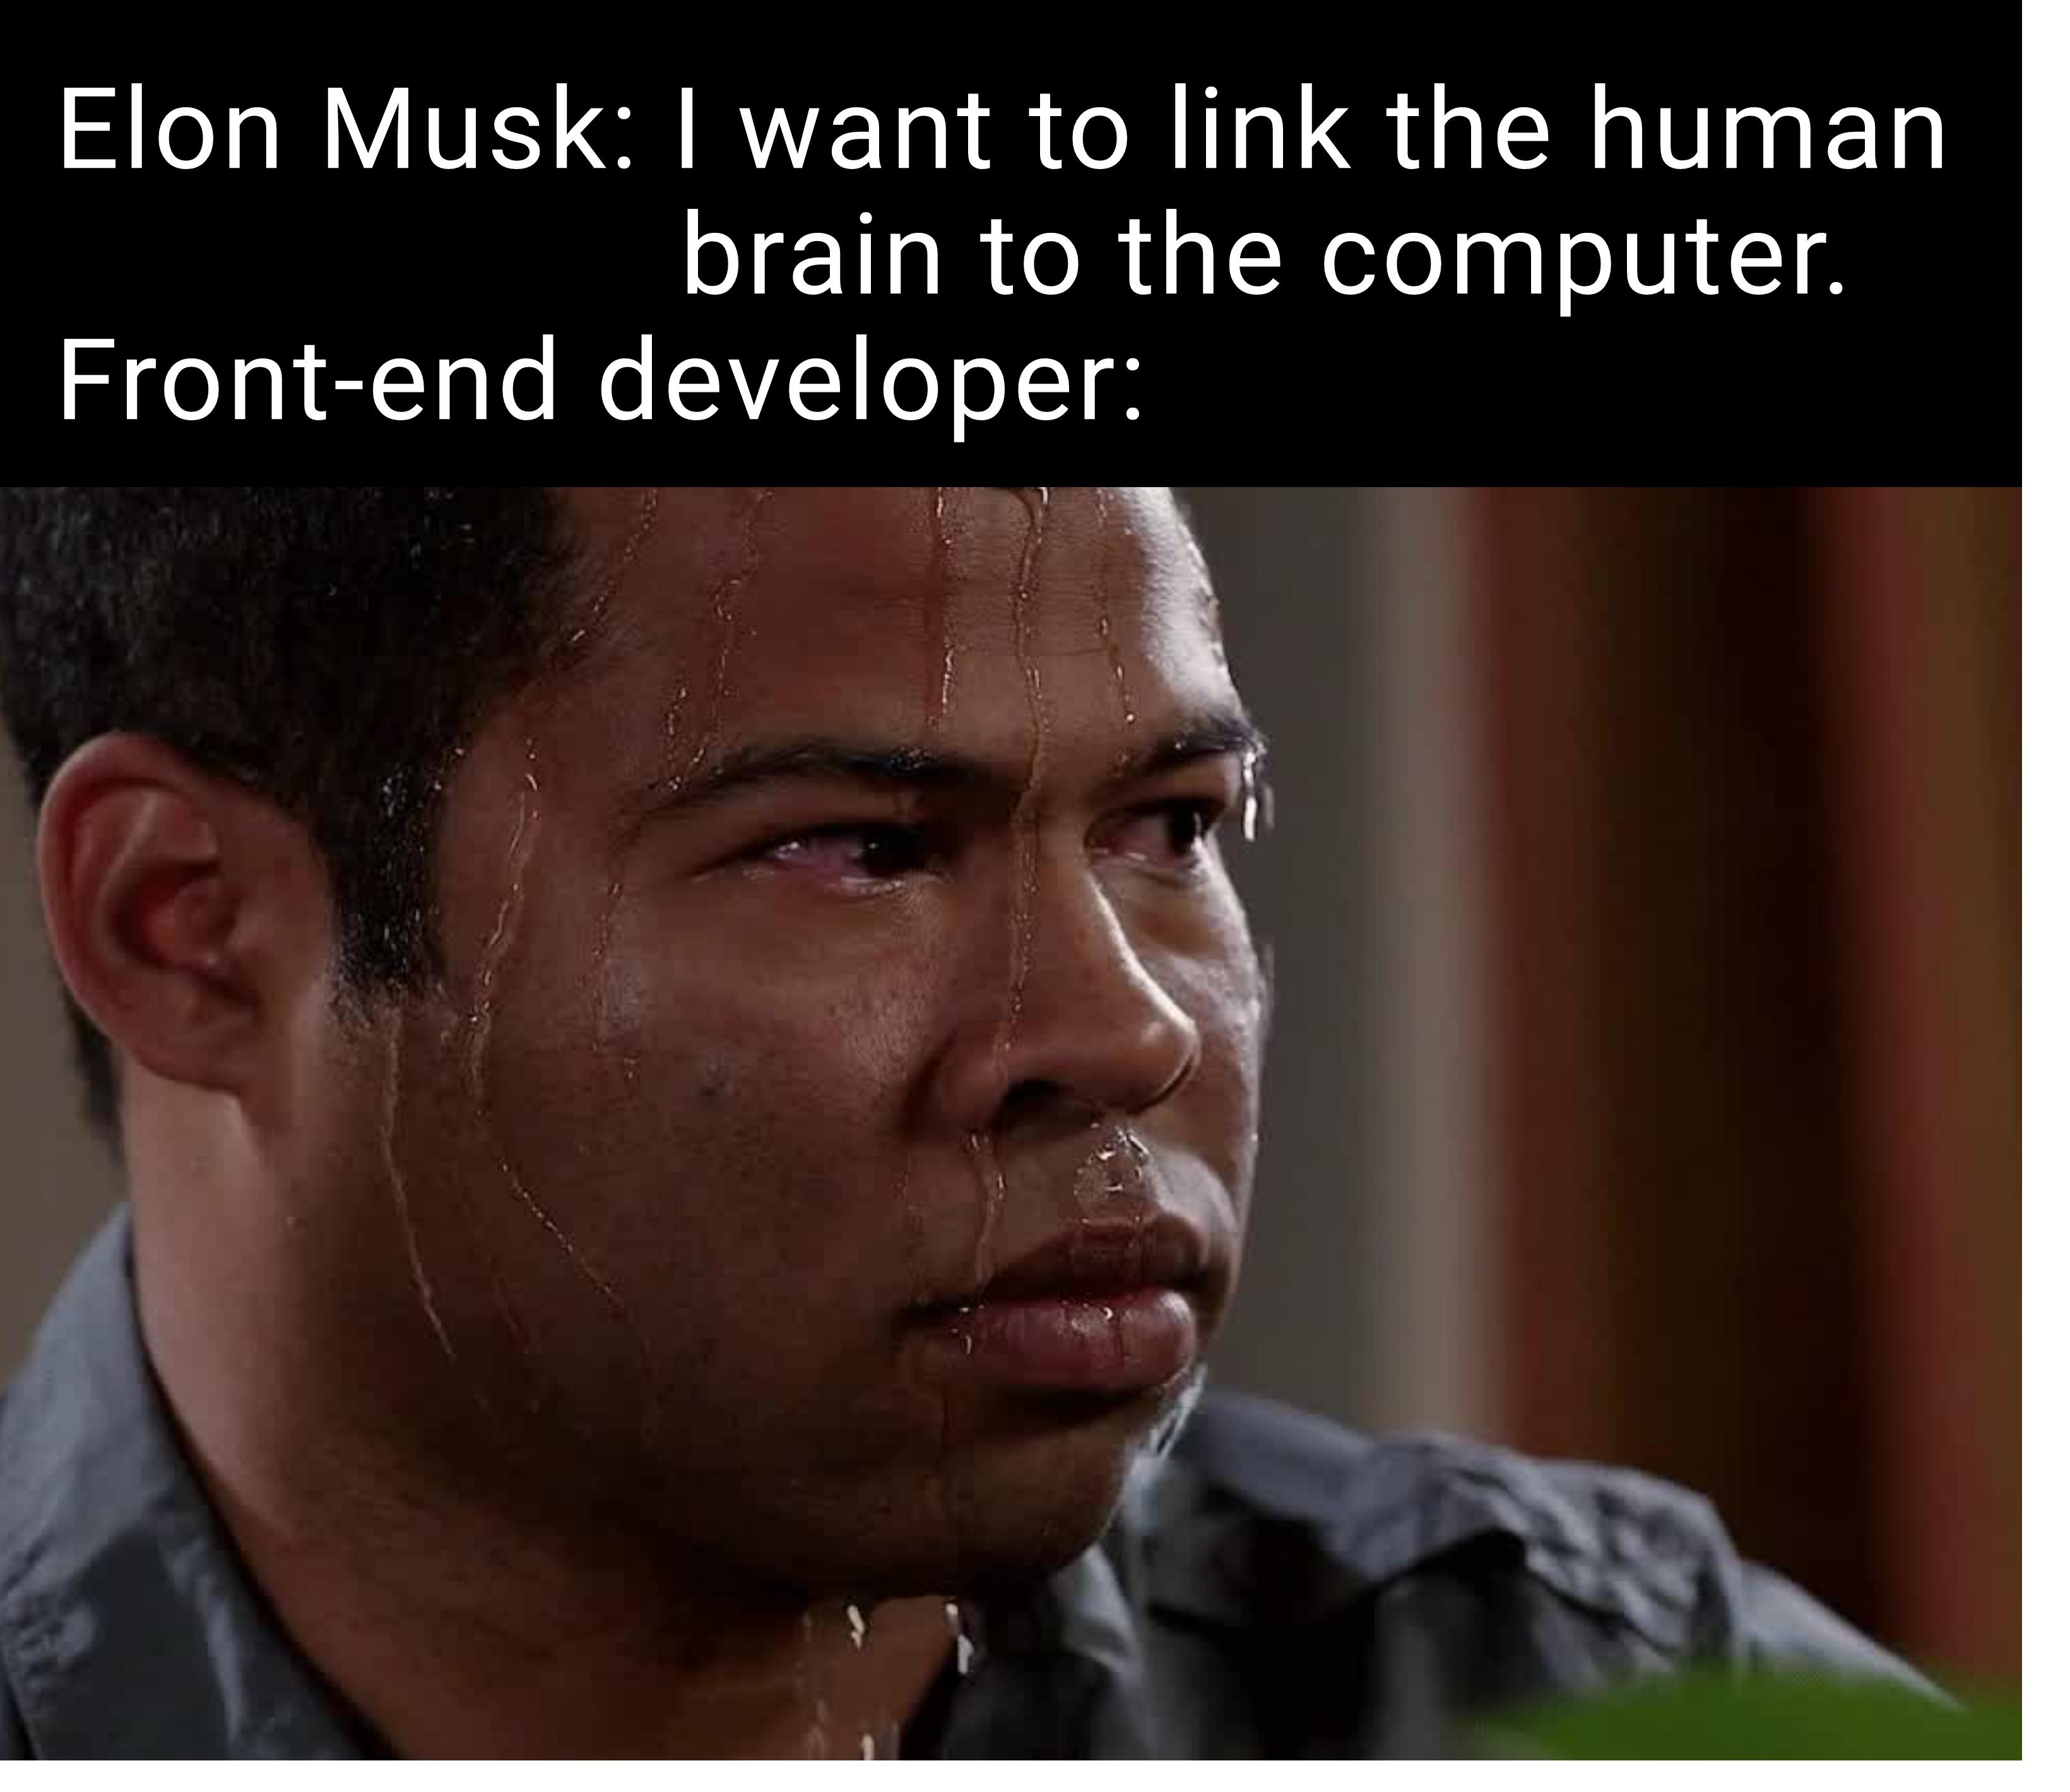 Elon Musk: I want to link the human
brain to the computer.
Front-end developer: